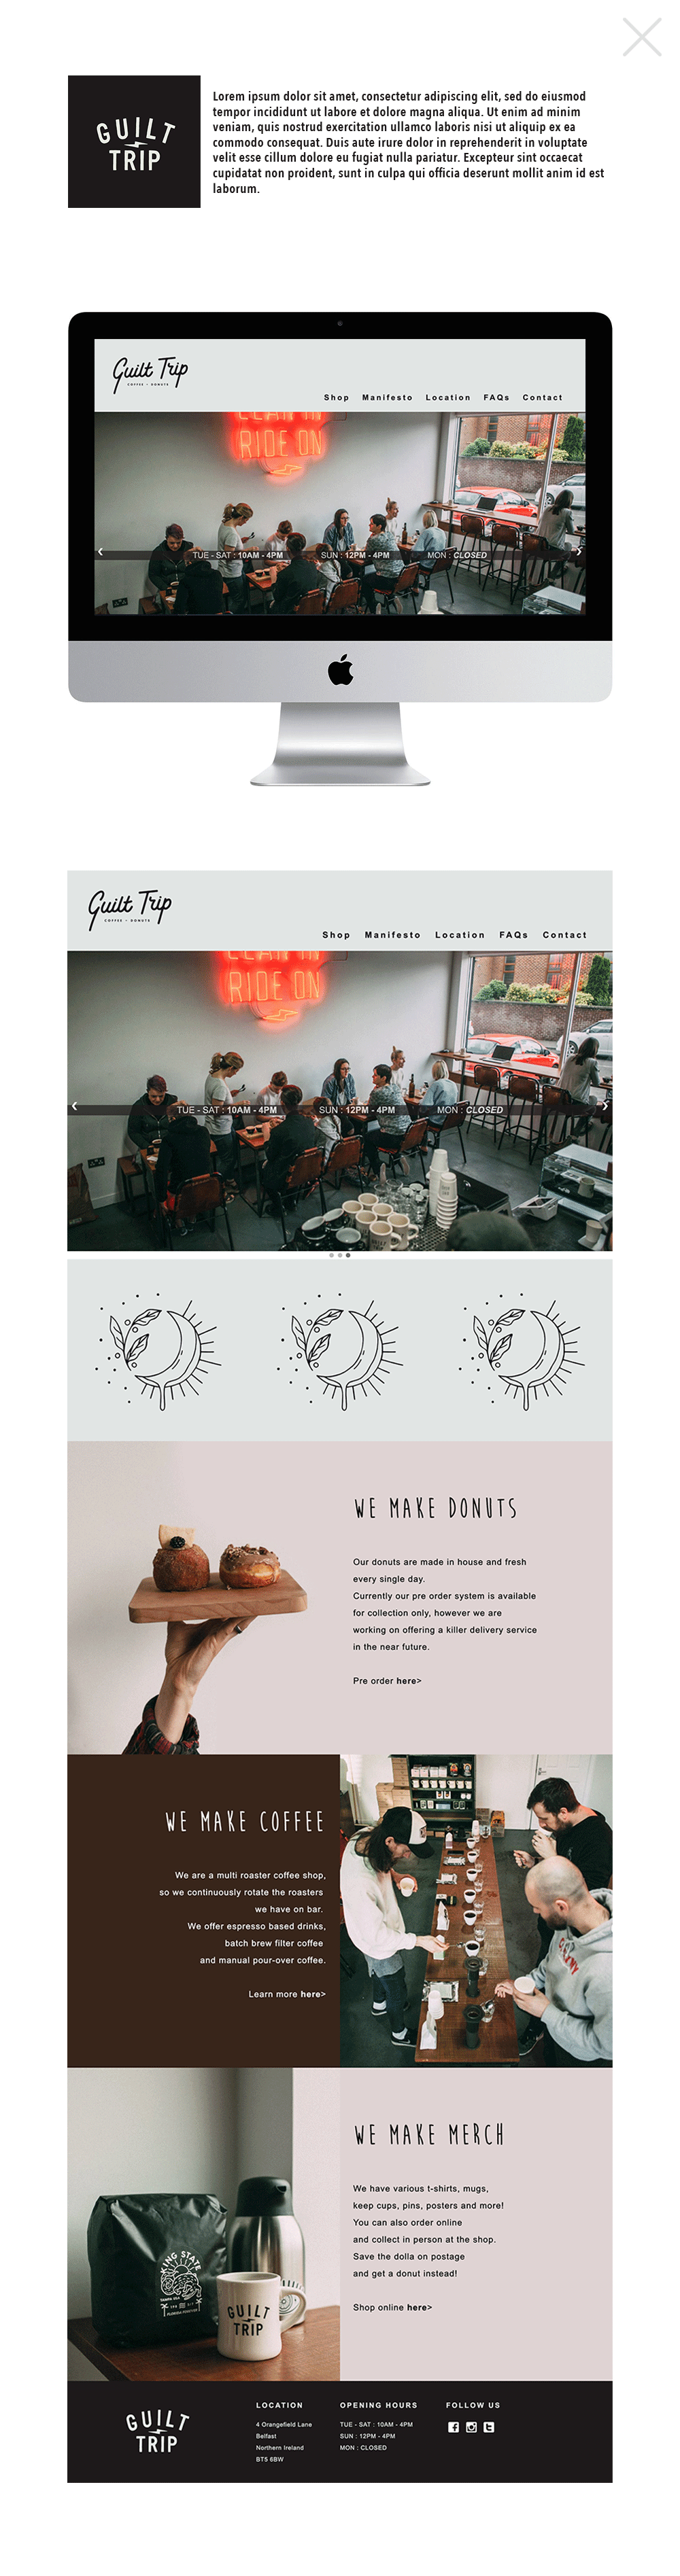 GUILT
TRIP
Lorem ipsum dolor sit amet, consectetur adipiscing elit, sed do eiusmod
tempor incididunt ut labore et dolore magna aliqua. Ut enim ad minim
veniam, quis nostrud exercitation ullamco laboris nisi ut aliquip ex ea
commodo consequat. Duis aute irure dolor in reprehenderit in voluptate
velit esse cillum dolore eu fugiat nulla pariatur. Excepteur sint occaecat
cupidatat non proident, sunt in culpa qui officia deserunt mollit anim id est
laborum.
Guilt Trip
COFFEE + DONUTS
Shop Manifesto Location FAQs Contact
LEAN IN
RIDE ON
‹ TUE - SAT : 10AM - 4PM SUN : 12PM - 4PM MON : CLOSED ›
Guilt Trip
COFFEE + DONUTS
Shop Manifesto Location FAQs Contact
LEAN IN
RIDE ON
‹ TUE - SAT : 10AM - 4PM SUN : 12PM - 4PM MON : CLOSED ›
WE MAKE DONUTS
Our donuts are made in house and fresh
every single day.
Currently our pre order system is available
for collection only, however we are
working on offering a killer delivery service
in the near future.
Pre order here>
WE MAKE COFFEE
We are a multi roaster coffee shop,
so we continuously rotate the roasters
we have on bar.
We offer espresso based drinks,
batch brew filter coffee
and manual pour-over coffee.
Learn more here>
WE MAKE MERCH
We have various t-shirts, mugs,
keep cups, pins, posters and more!
You can also order online
and collect in person at the shop.
Save the dolla on postage
and get a donut instead!
Shop online here>
KING STATE
TAMPA USA
FLORIDA FOREVER
GUILT
TRIP
GUILT
TRIP
LOCATION
4 Orangefield Lane
Belfast
Northern Ireland
BT5 6BW
OPENING HOURS
TUE - SAT : 10AM - 4PM
SUN : 12PM - 4PM
MON : CLOSED
FOLLOW US